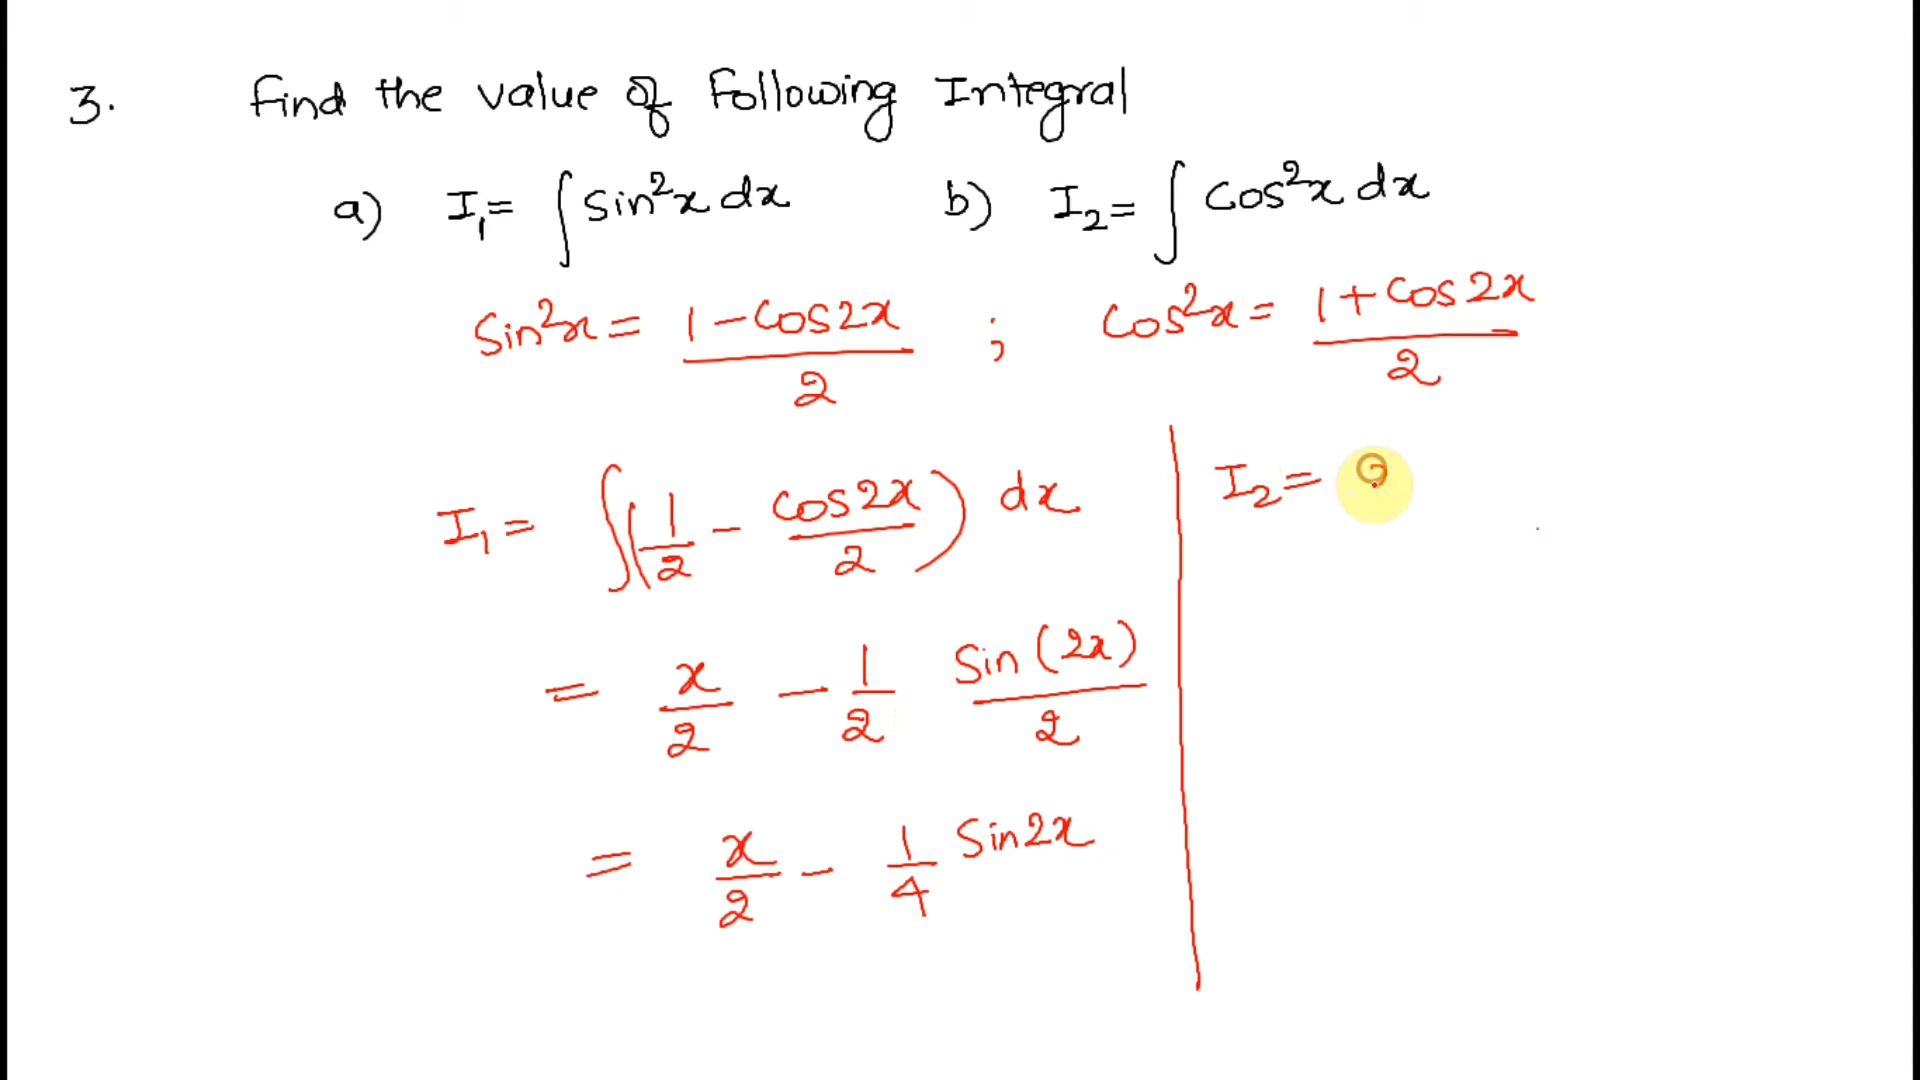 3. Find the value of Following Integral
a) I₁ = ∫ sin²x dx b) I₂ = ∫ cos²x dx
sin²x = (1 - cos2x)/2 ; cos²x = (1 + cos2x)/2
I₁ = ∫(1/2 - cos2x/2) dx
= x/2 - 1/2 sin(2x)/2
= x/2 - 1/4 sin2x
I₂ =